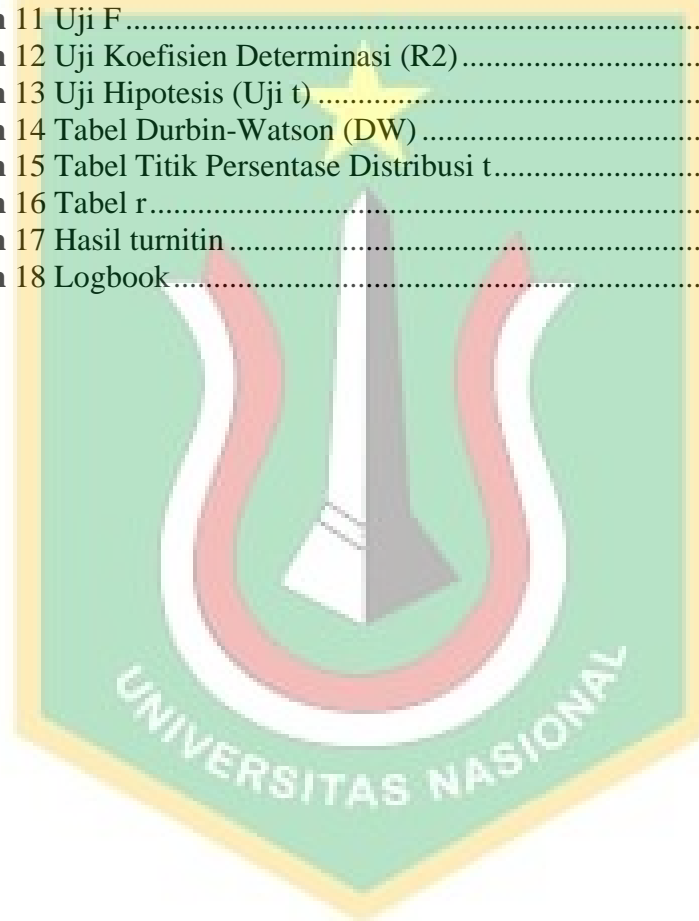 n 11 Uji F
n 12 Uji Koefisien Determinasi (R2)
n 13 Uji Hipotesis (Uji t)
n 14 Tabel Durbin-Watson (DW)
n 15 Tabel Titik Persentase Distribusi t
n 16 Tabel r
n 17 Hasil turnitin
n 18 Logbook
UNIVERSITAS NASIONAL